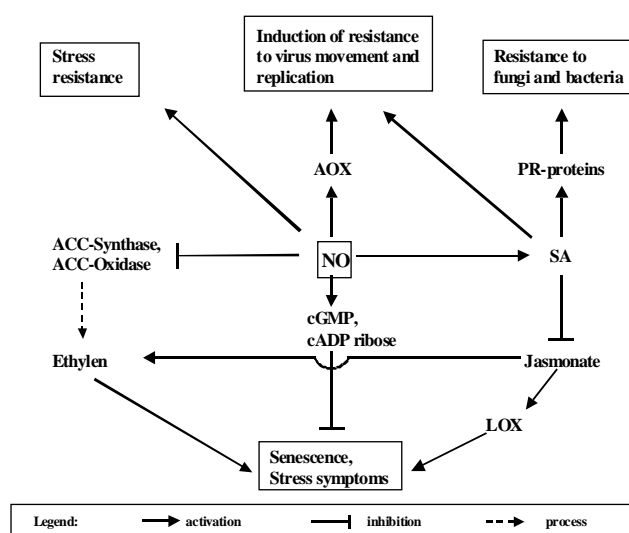 Stress
resistance
Induction of resistance
to virus movement and
replication
Resistance to
fungi and bacteria
AOX
PR-proteins
ACC-Synthase,
ACC-Oxidase
NO
SA
cGMP,
cADP ribose
Ethylen
Jasmonate
LOX
Senescence,
Stress symptoms
Legend: activation inhibition process